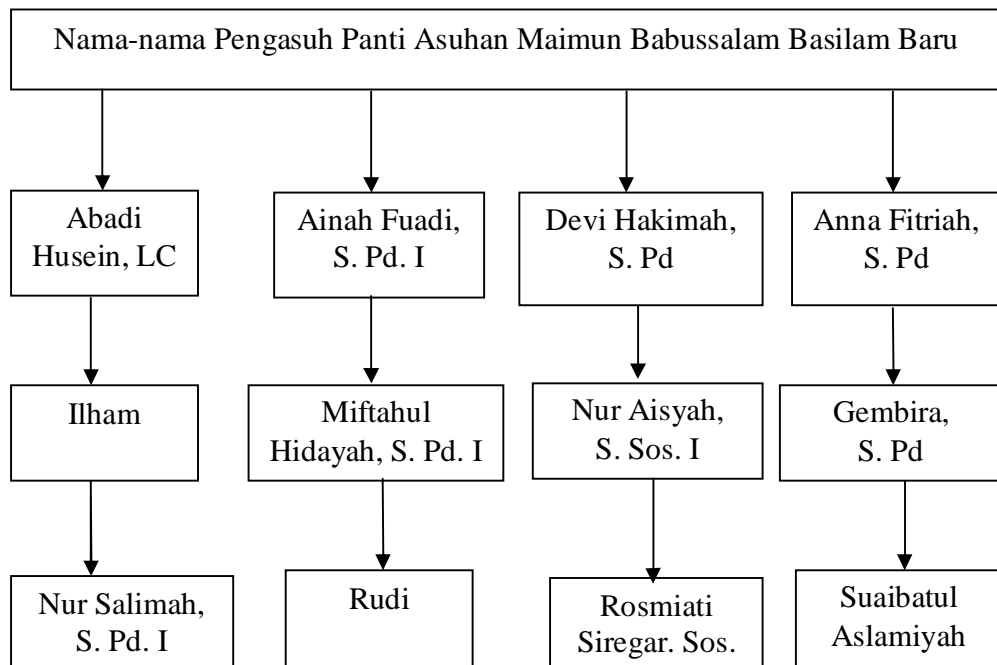 Nama-nama Pengasuh Panti Asuhan Maimun Babussalam Basilam Baru
Abadi
Husein, LC
Ainah Fuadi,
S. Pd. I
Devi Hakimah,
S. Pd
Anna Fitriah,
S. Pd
Ilham
Miftahul
Hidayah, S. Pd. I
Nur Aisyah,
S. Sos. I
Gembira,
S. Pd
Nur Salimah,
S. Pd. I
Rudi
Rosmiati
Siregar. Sos.
Suaibatul
Aslamiyah